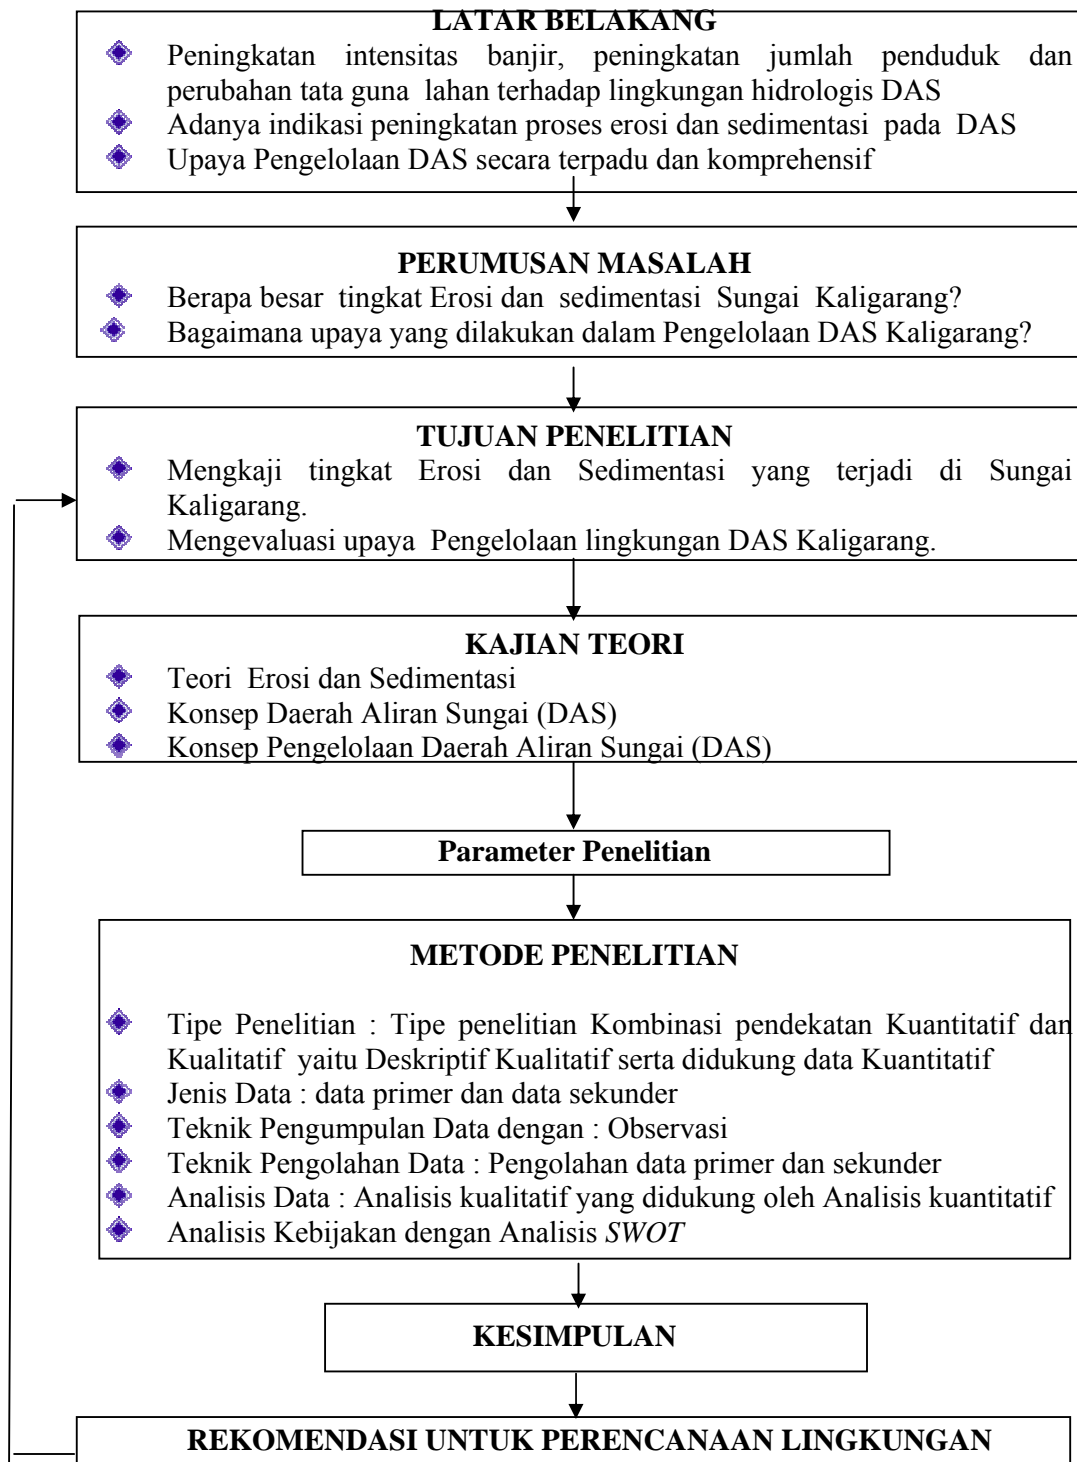 LATAR BELAKANG
Peningkatan intensitas banjir, peningkatan jumlah penduduk dan
perubahan tata guna lahan terhadap lingkungan hidrologis DAS
Adanya indikasi peningkatan proses erosi dan sedimentasi pada DAS
Upaya Pengelolaan DAS secara terpadu dan komprehensif
PERUMUSAN MASALAH
Berapa besar tingkat Erosi dan sedimentasi Sungai Kaligarang?
Bagaimana upaya yang dilakukan dalam Pengelolaan DAS Kaligarang?
TUJUAN PENELITIAN
Mengkaji tingkat Erosi dan Sedimentasi yang terjadi di Sungai
Kaligarang.
Mengevaluasi upaya Pengelolaan lingkungan DAS Kaligarang.
KAJIAN TEORI
Teori Erosi dan Sedimentasi
Konsep Daerah Aliran Sungai (DAS)
Konsep Pengelolaan Daerah Aliran Sungai (DAS)
Parameter Penelitian
METODE PENELITIAN
Tipe Penelitian : Tipe penelitian Kombinasi pendekatan Kuantitatif dan
Kualitatif yaitu Deskriptif Kualitatif serta didukung data Kuantitatif
Jenis Data : data primer dan data sekunder
Teknik Pengumpulan Data dengan : Observasi
Teknik Pengolahan Data : Pengolahan data primer dan sekunder
Analisis Data : Analisis kualitatif yang didukung oleh Analisis kuantitatif
Analisis Kebijakan dengan Analisis SWOT
KESIMPULAN
REKOMENDASI UNTUK PERENCANAAN LINGKUNGAN